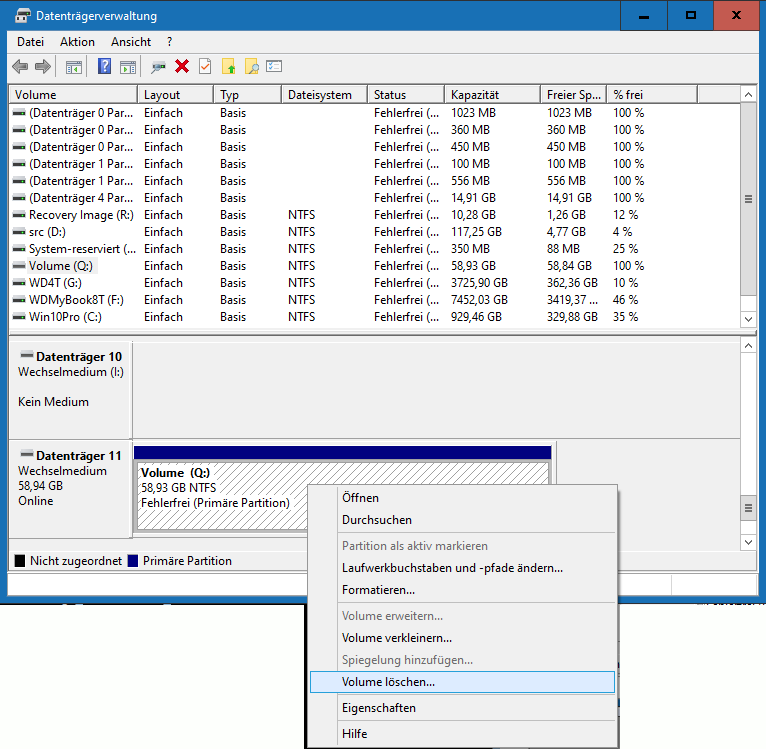 Datenträgerverwaltung
Datei Aktion Ansicht ?
Volume Layout Typ Dateisystem Status Kapazität Freier Sp... % frei
(Datenträger 0 Par... Einfach Basis Fehlerfrei (... 1023 MB 1023 MB 100 %
(Datenträger 0 Par... Einfach Basis Fehlerfrei (... 360 MB 360 MB 100 %
(Datenträger 0 Par... Einfach Basis Fehlerfrei (... 450 MB 450 MB 100 %
(Datenträger 1 Par... Einfach Basis Fehlerfrei (... 100 MB 100 MB 100 %
(Datenträger 1 Par... Einfach Basis Fehlerfrei (... 556 MB 556 MB 100 %
(Datenträger 4 Par... Einfach Basis Fehlerfrei (... 14,91 GB 14,91 GB 100 %
Recovery Image (R:) Einfach Basis NTFS Fehlerfrei (... 10,28 GB 1,26 GB 12 %
src (D:) Einfach Basis NTFS Fehlerfrei (... 117,25 GB 4,77 GB 4 %
System-reserviert (... Einfach Basis NTFS Fehlerfrei (... 350 MB 88 MB 25 %
Volume (Q:) Einfach Basis NTFS Fehlerfrei (... 58,93 GB 58,84 GB 100 %
WD4T (G:) Einfach Basis NTFS Fehlerfrei (... 3725,90 GB 362,36 GB 10 %
WDMyBook8T (F:) Einfach Basis NTFS Fehlerfrei (... 7452,03 GB 3419,37 ... 46 %
Win10Pro (C:) Einfach Basis NTFS Fehlerfrei (... 929,46 GB 329,88 GB 35 %
Datenträger 10
Wechselmedium (I:)
Kein Medium
Datenträger 11
Wechselmedium
58,94 GB
Online
Volume (Q:)
58,93 GB NTFS
Fehlerfrei (Primäre Partition)
Nicht zugeordnet Primäre Partition
Öffnen
Durchsuchen
Partition als aktiv markieren
Laufwerkbuchstaben und -pfade ändern...
Formatieren...
Volume erweitern...
Volume verkleinern...
Spiegelung hinzufügen...
Volume löschen...
Eigenschaften
Hilfe